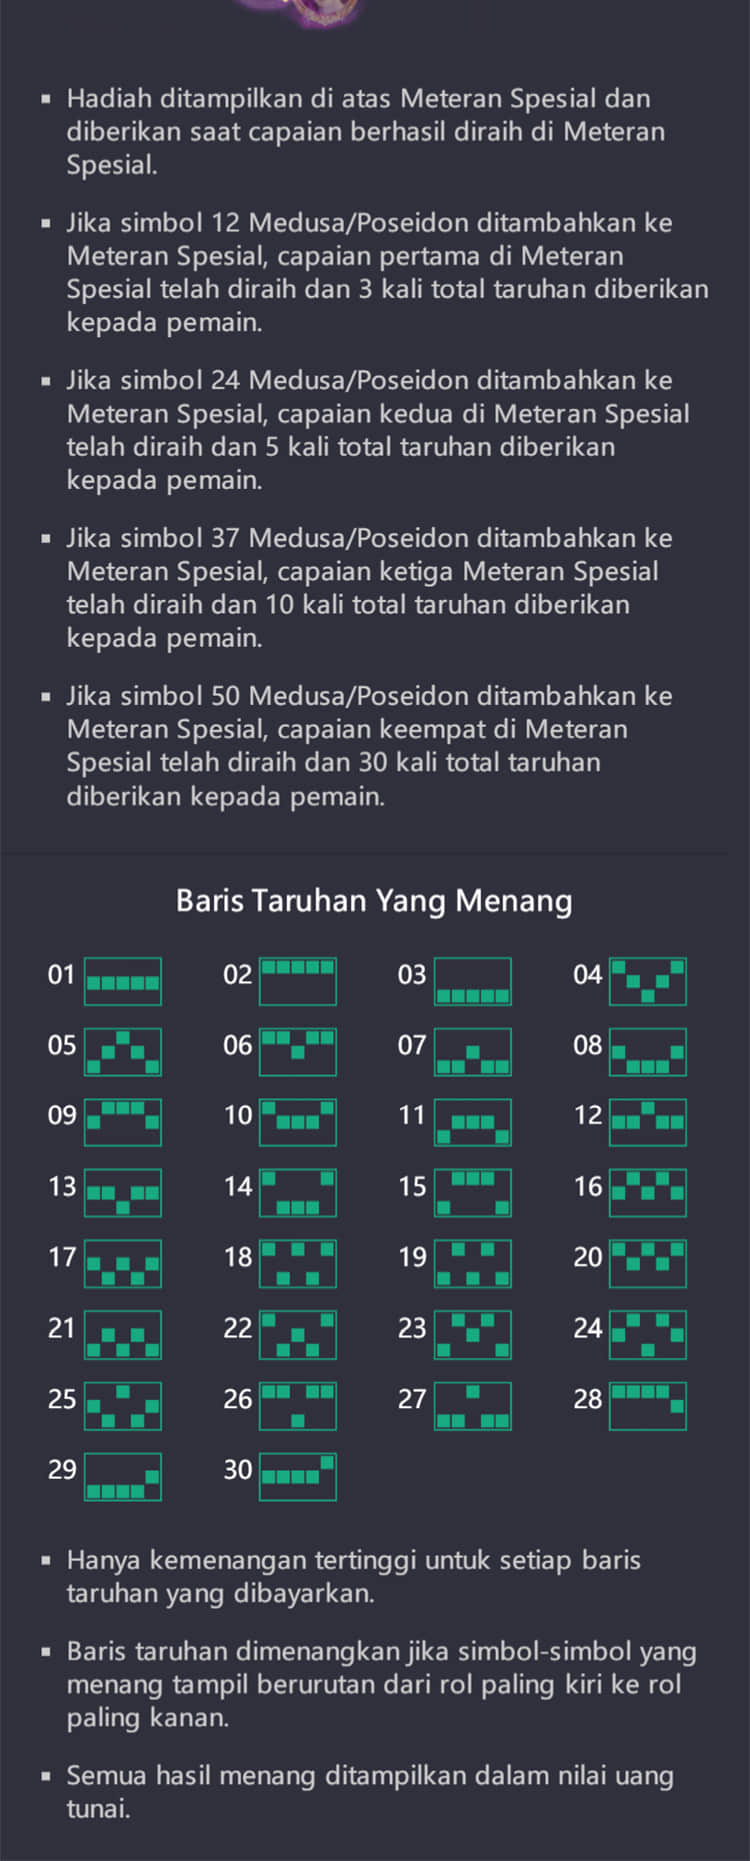 Hadiah ditampilkan di atas Meteran Spesial dan
diberikan saat capaian berhasil diraih di Meteran
Spesial.
Jika simbol 12 Medusa/Poseidon ditambahkan ke
Meteran Spesial, capaian pertama di Meteran
Spesial telah diraih dan 3 kali total taruhan diberikan
kepada pemain.
Jika simbol 24 Medusa/Poseidon ditambahkan ke
Meteran Spesial, capaian kedua di Meteran Spesial
telah diraih dan 5 kali total taruhan diberikan
kepada pemain.
Jika simbol 37 Medusa/Poseidon ditambahkan ke
Meteran Spesial, capaian ketiga Meteran Spesial
telah diraih dan 10 kali total taruhan diberikan
kepada pemain.
Jika simbol 50 Medusa/Poseidon ditambahkan ke
Meteran Spesial, capaian keempat di Meteran
Spesial telah diraih dan 30 kali total taruhan
diberikan kepada pemain.
Baris Taruhan Yang Menang
01 02 03 04
05 06 07 08
09 10 11 12
13 14 15 16
17 18 19 20
21 22 23 24
25 26 27 28
29 30
Hanya kemenangan tertinggi untuk setiap baris
taruhan yang dibayarkan.
Baris taruhan dimenangkan jika simbol-simbol yang
menang tampil berurutan dari rol paling kiri ke rol
paling kanan.
Semua hasil menang ditampilkan dalam nilai uang
tunai.